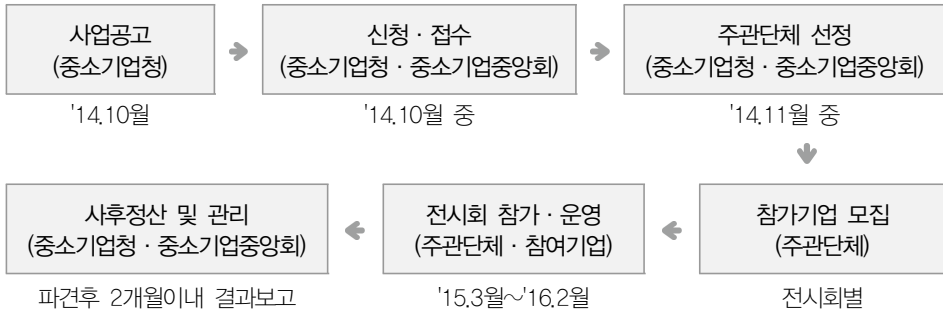 사업공고
(중소기업청)
'14.10월
신청·접수
(중소기업청·중소기업중앙회)
'14.10월 중
주관단체 선정
(중소기업청·중소기업중앙회)
'14.11월 중
참가기업 모집
(주관단체)
전시회별
전시회 참가·운영
(주관단체·참여기업)
'15.3월~'16.2월
사후정산 및 관리
(중소기업청·중소기업중앙회)
파견후 2개월이내 결과보고